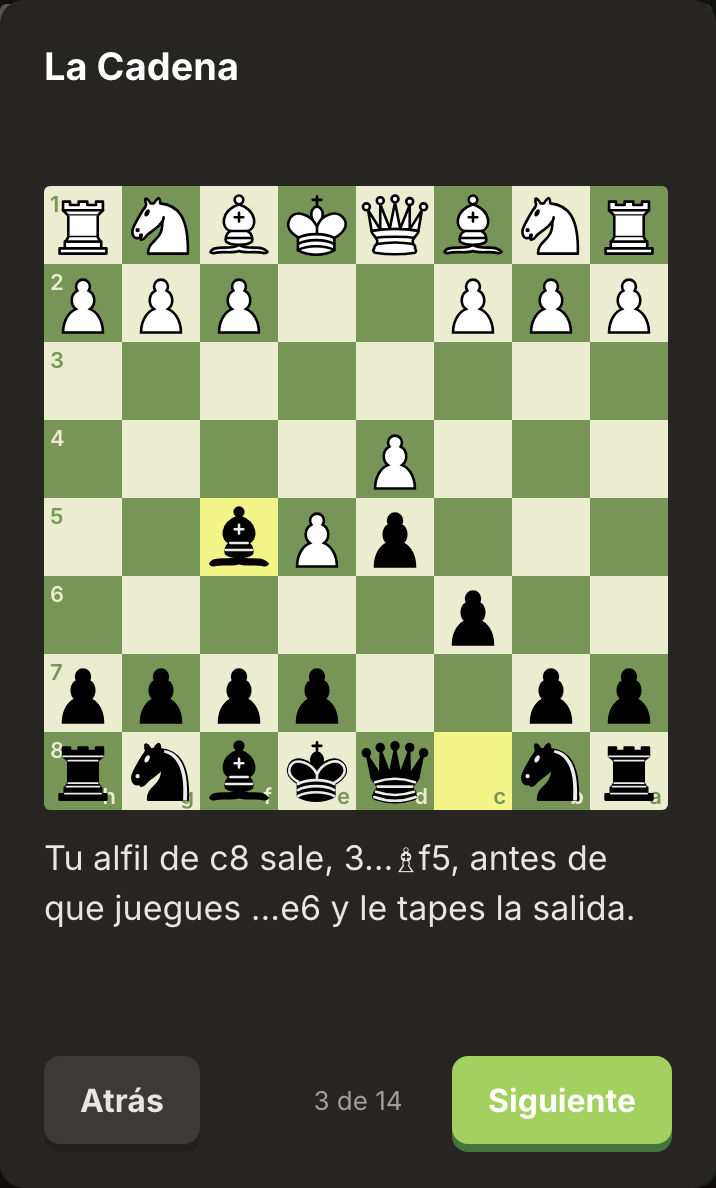 La Cadena
1
2
3
4
5
6
7
8
h g f e d c b a
Tu alfil de c8 sale, 3...♗f5, antes de
que juegues ...e6 y le tapes la salida.
Atrás 3 de 14 Siguiente